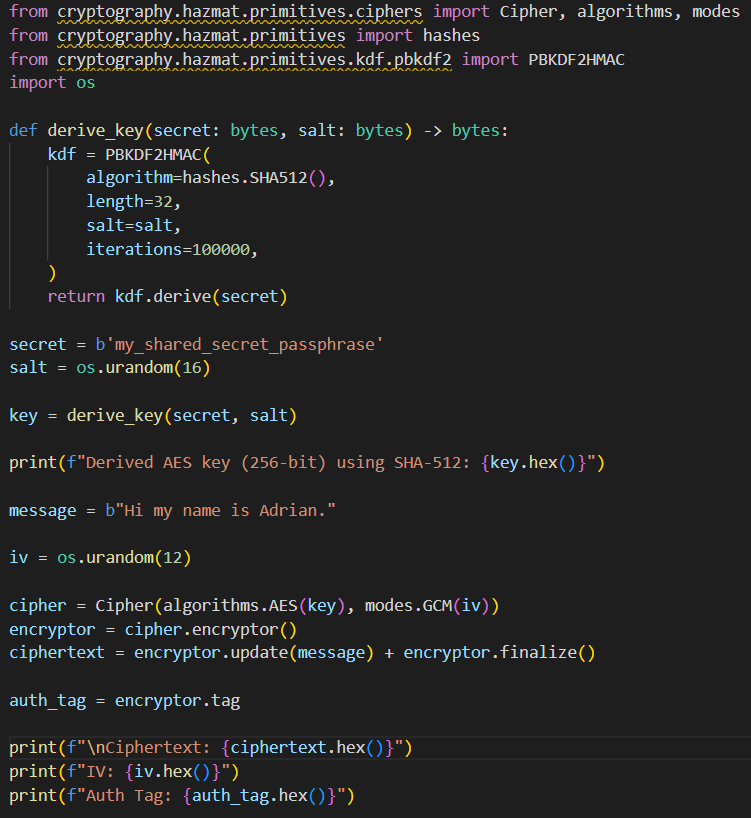 from cryptography.hazmat.primitives.ciphers import Cipher, algorithms, modes
from cryptography.hazmat.primitives import hashes
from cryptography.hazmat.primitives.kdf.pbkdf2 import PBKDF2HMAC
import os

def derive_key(secret: bytes, salt: bytes) -> bytes:
    kdf = PBKDF2HMAC(
        algorithm=hashes.SHA512(),
        length=32,
        salt=salt,
        iterations=100000,
    )
    return kdf.derive(secret)

secret = b'my_shared_secret_passphrase'
salt = os.urandom(16)

key = derive_key(secret, salt)

print(f"Derived AES key (256-bit) using SHA-512: {key.hex()}")

message = b"Hi my name is Adrian."

iv = os.urandom(12)

cipher = Cipher(algorithms.AES(key), modes.GCM(iv))
encryptor = cipher.encryptor()
ciphertext = encryptor.update(message) + encryptor.finalize()

auth_tag = encryptor.tag

print(f"\nCiphertext: {ciphertext.hex()}")
print(f"IV: {iv.hex()}")
print(f"Auth Tag: {auth_tag.hex()}")